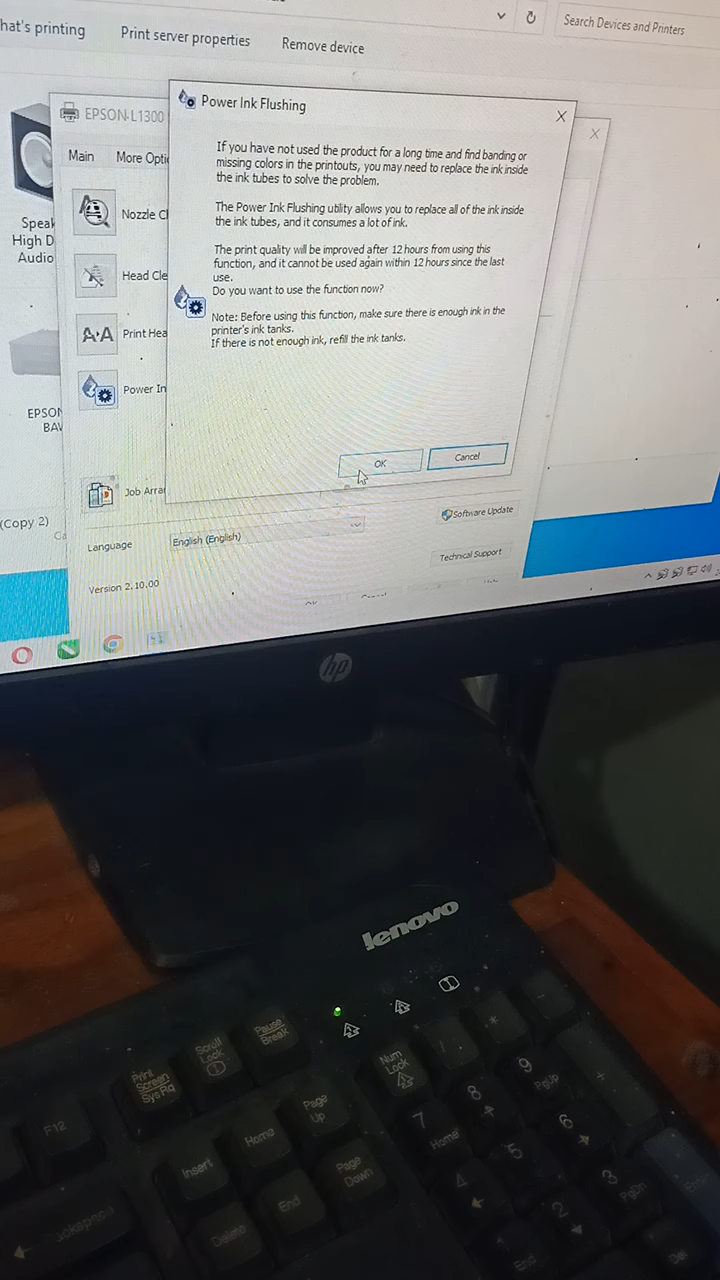 hat's printing
Print server properties
Remove device
Search Devices and Printers
EPSON L1300
Power Ink Flushing
Main
More Opti
If you have not used the product for a long time and find banding or
missing colors in the printouts, you may need to replace the ink inside
the ink tubes to solve the problem.
Nozzle Cl
The Power Ink Flushing utility allows you to replace all of the ink inside
the ink tubes, and it consumes a lot of ink.
Speak
High D
Audio
The print quality will be improved after 12 hours from using this
function, and it cannot be used again within 12 hours since the last
use.
Head Cle
Do you want to use the function now?
Note: Before using this function, make sure there is enough ink in the
printer's ink tanks.
If there is not enough ink, refill the ink tanks.
A A Print Hea
Power In
EPSON
BAW
OK
Cancel
Job Arra
(Copy 2)
Language
English (English)
Software Update
Technical Support
Version 2.10.00
hp
lenovo
Print
Screen
SysRq
Scroll
Lock
Pause
Break
Num
Lock
/
*
-
F12
Insert
Home
Page
Up
7
Home
8
9
PgUp
+
Backspace
Delete
End
Page
Down
4
5
6
1
End
2
3
PgDn
Enter
Del